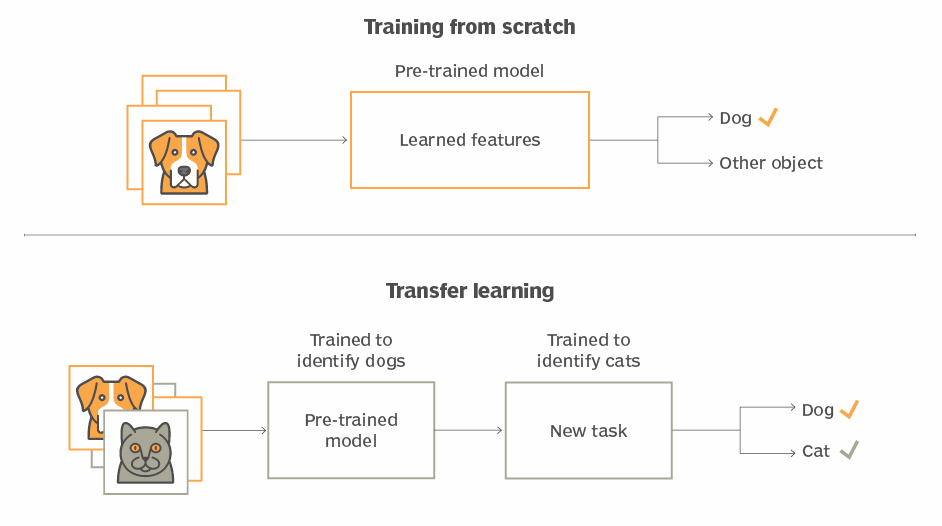 Training from scratch
Pre-trained model
Learned features
Dog
Other object
Transfer learning
Trained to
identify dogs
Trained to
identify cats
Pre-trained
model
New task
Dog
Cat